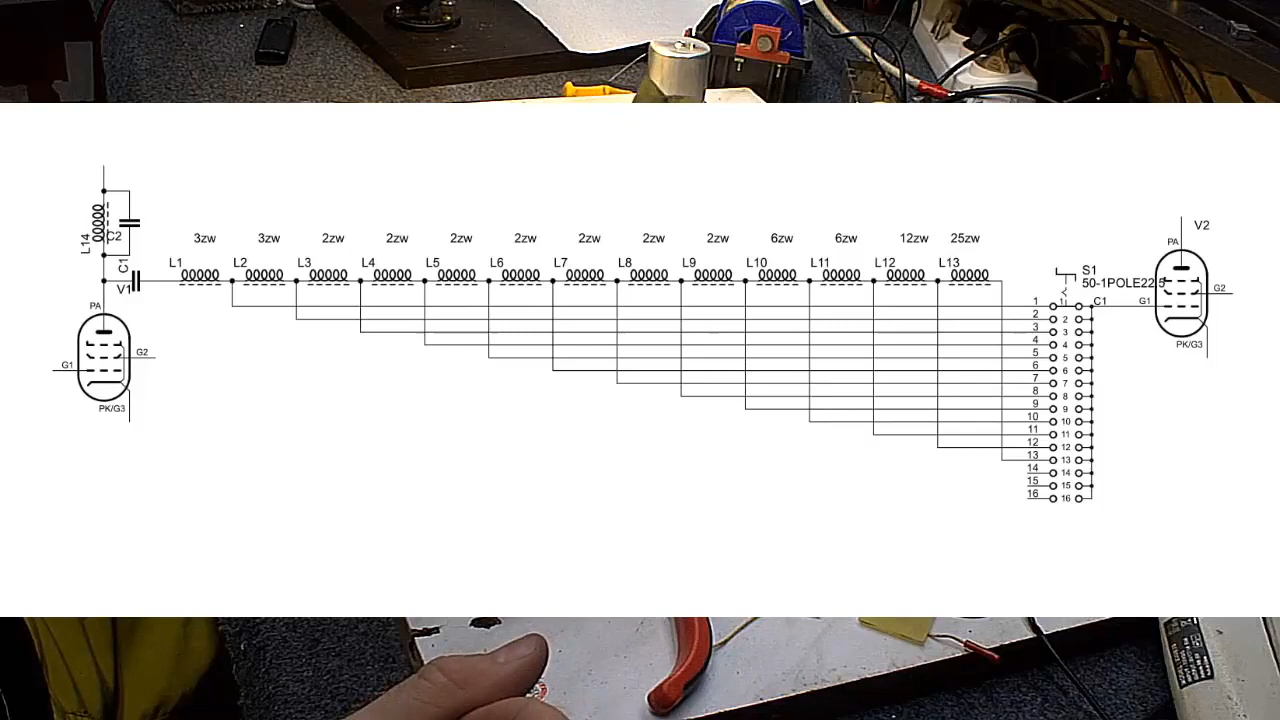 3zw 3zw 2zw 2zw 2zw 2zw 2zw 2zw 2zw 6zw 6zw 12zw 25zw
L14
C2
C1
V1
L1 L2 L3 L4 L5 L6 L7 L8 L9 L10 L11 L12 L13
PA
G1
G2
PK/G3
S1
50-1POLE22.5
C1
V2
PA
G1
G2
PK/G3
1 1
2 2
3 3
4 4
5 5
6 6
7 7
8 8
9 9
10 10
11 11
12 12
13 13
14 14
15 15
16 16